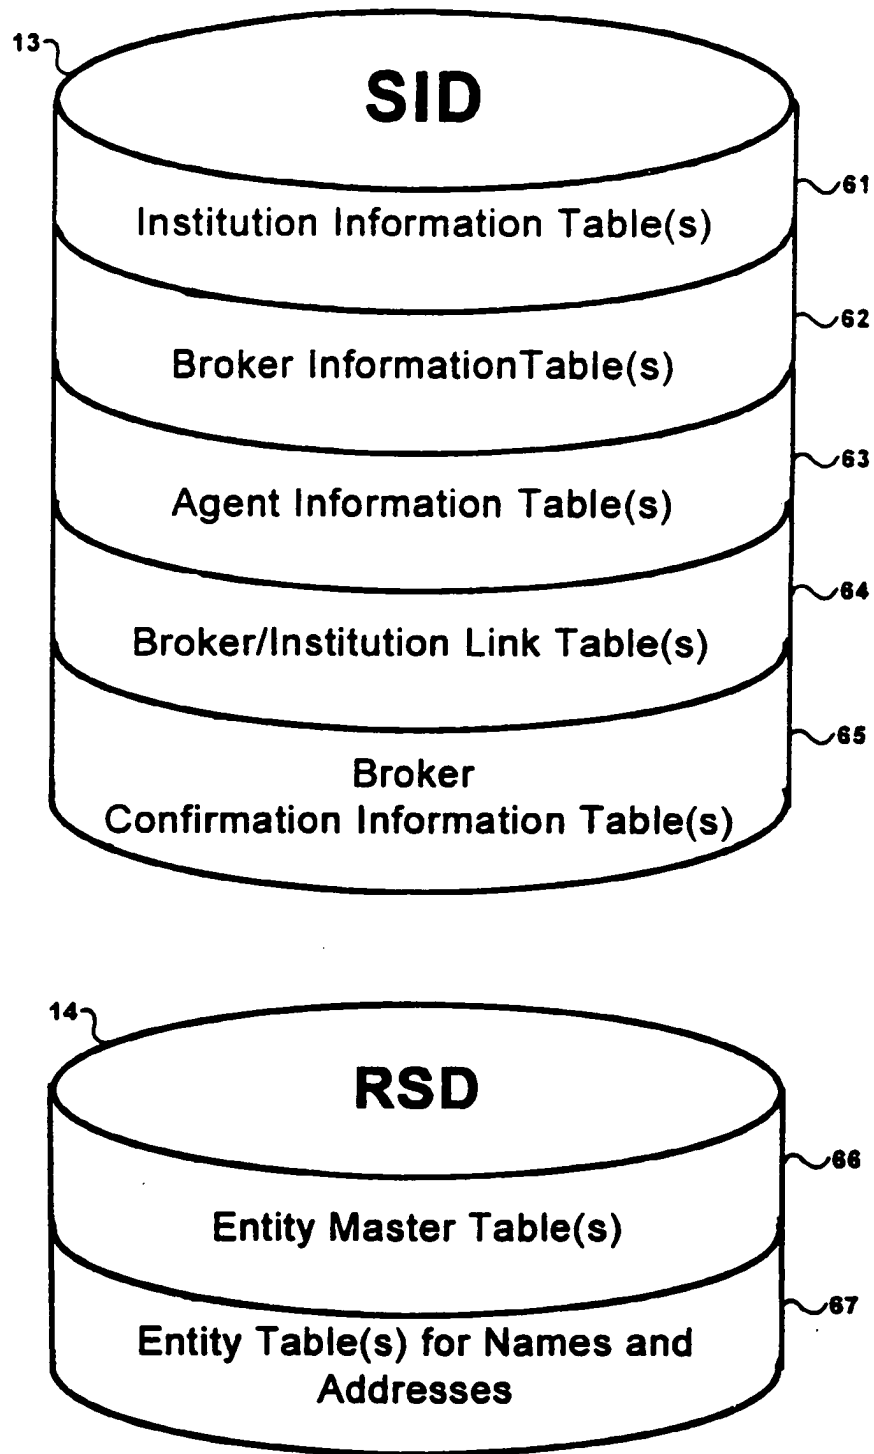 13
SID
61
Institution Information Table(s)
62
Broker InformationTable(s)
63
Agent Information Table(s)
64
Broker/Institution Link Table(s)
65
Broker
Confirmation Information Table(s)
14
RSD
66
Entity Master Table(s)
67
Entity Table(s) for Names and
Addresses